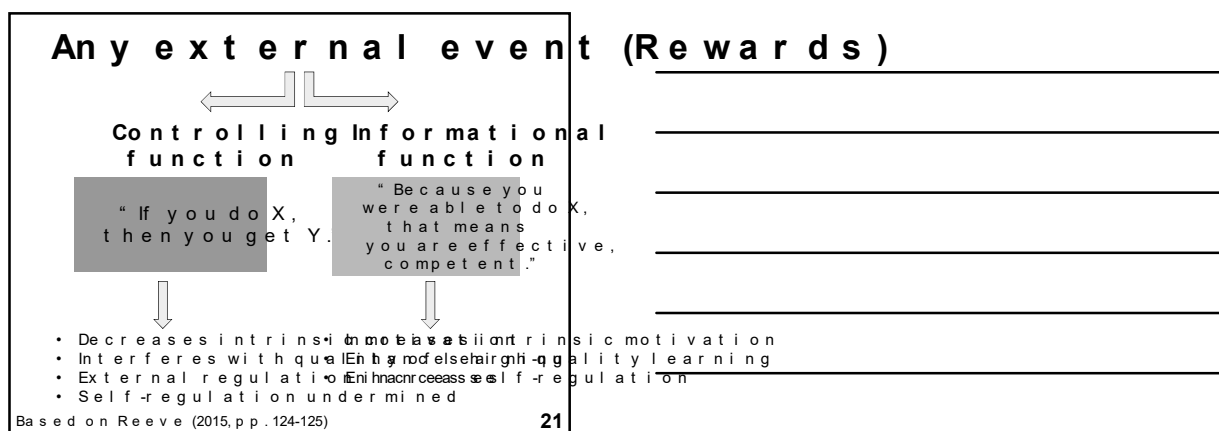 Any external event (Rewards)
Controlling function
Informational function
“If you do X,
then you get Y.
“Because you
were able to do X,
that means
you are effective,
competent.”
• Decreases intrinsic motivation
• Interferes with quality of learning
• External regulation increases
• Self-regulation undermined
• Increases intrinsic motivation
• Enhances high-quality learning
• Enhances self-regulation
Based on Reeve (2015, pp. 124-125)
21